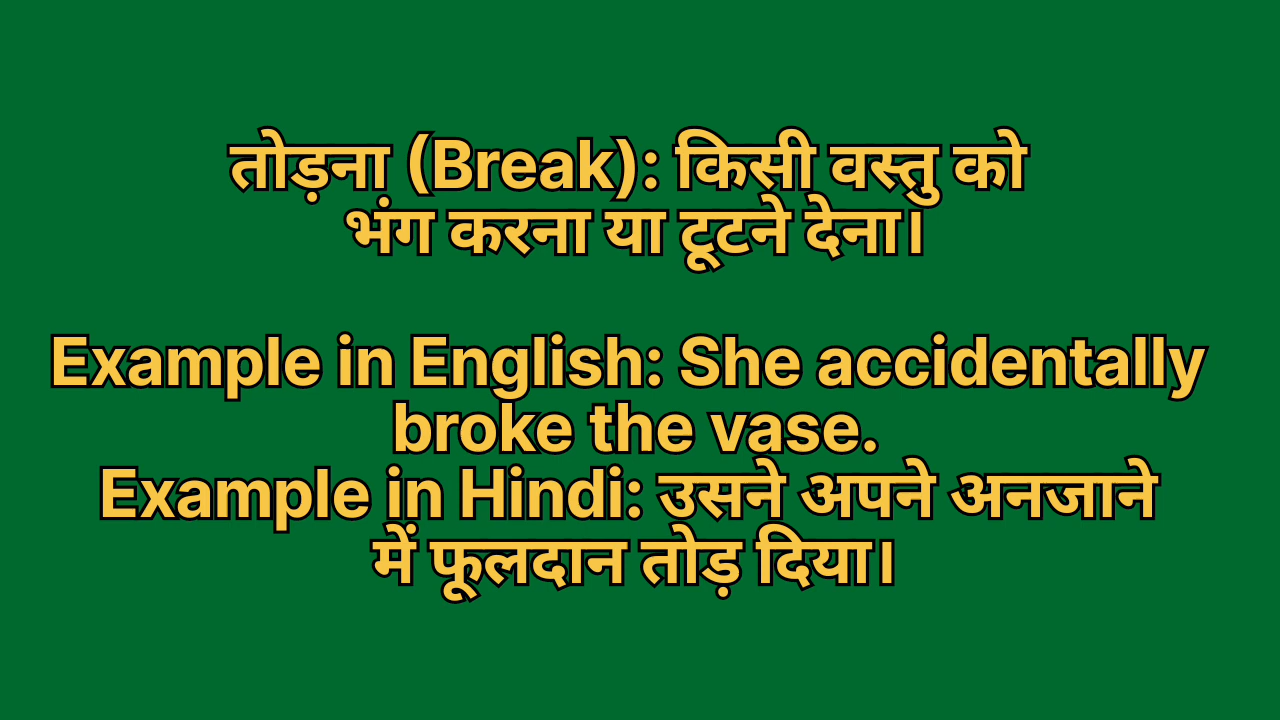 तोड़ना (Break): किसी वस्तु को
भंग करना या टूटने देना।
Example in English: She accidentally
broke the vase.
Example in Hindi: उसने अपने अनजाने
में फूलदान तोड़ दिया।